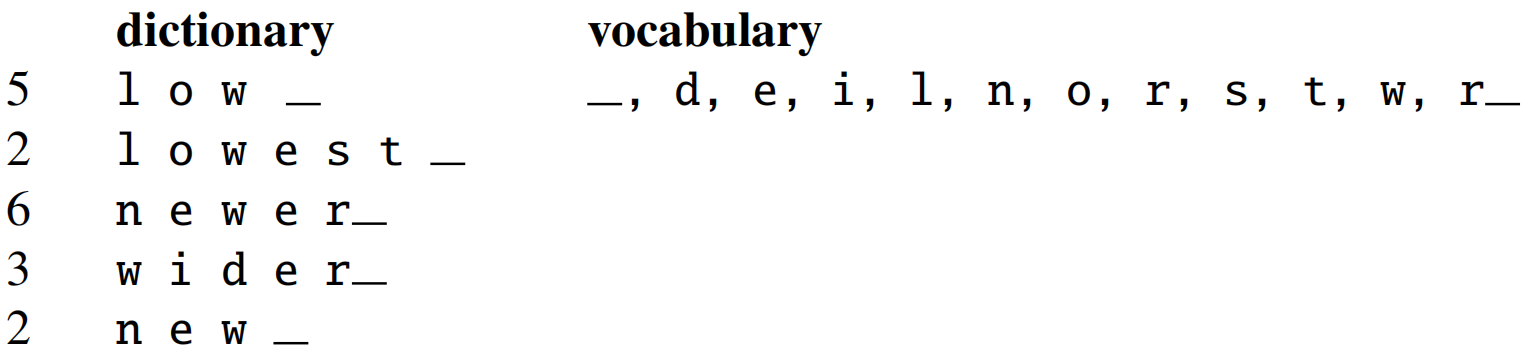 dictionary vocabulary
5 l o w _ _, d, e, i, l, n, o, r, s, t, w, r_
2 l o w e s t _
6 n e w e r_
3 w i d e r_
2 n e w _